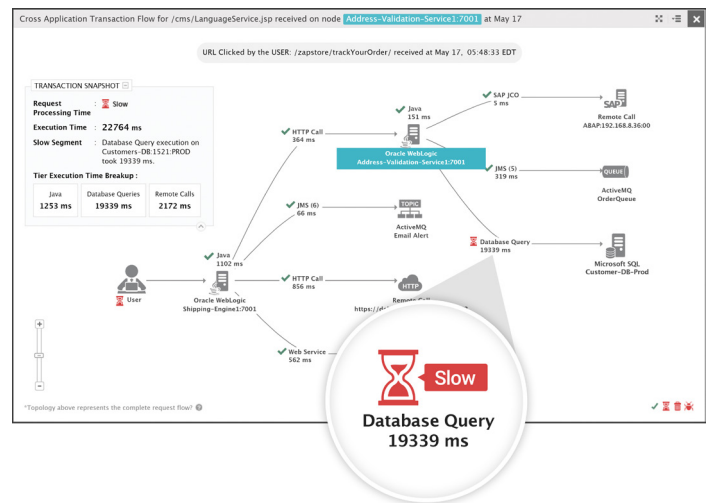 Cross Application Transaction Flow for /cms/LanguageService.jsp received on node Address-Validation-Service1:7001 at May 17
URL Clicked by the USER: /zapstore/trackYourOrder/ received at May 17, 05:48:33 EDT
TRANSACTION SNAPSHOT
Request Processing Time : Slow
Execution Time : 22764 ms
Slow Segment : Database Query execution on
Customers-DB:1521:PROD
took 19339 ms.
Tier Execution Time Breakup :
Java
1253 ms
Database Queries
19339 ms
Remote Calls
2172 ms
User
Java
1102 ms
Oracle WebLogic
Shipping-Engine1:7001
HTTP Call
364 ms
JMS (6)
66 ms
HTTP Call
856 ms
Web Service
562 ms
Java
151 ms
Oracle WebLogic
Address-Validation-Service1:7001
TOPIC
ActiveMQ
Email Alert
HTTP
SAP JCO
5 ms
JMS (5)
319 ms
Database Query
19339 ms
SAP
Remote Call
ABAP:192.168.8.36:00
QUEUE
ActiveMQ
OrderQueue
Microsoft SQL
Customer-DB-Prod
Slow
Database Query
19339 ms
*Topology above represents the complete request flow?